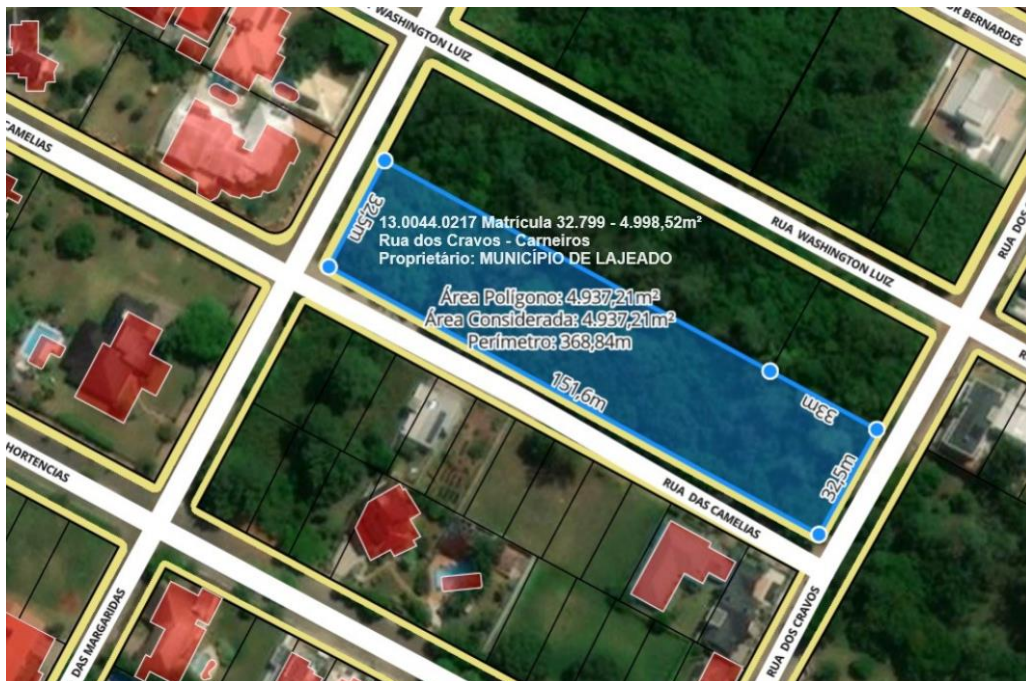 WASHINGTON LUIZ
R BERNARDES
CAMELIAS
32,5m
13.0044.0217 Matricula 32.799 - 4.998,52m²
Rua dos Cravos - Carneiros
Proprietário: MUNICÍPIO DE LAJEADO
RUA WASHINGTON LUIZ
RUA DOS
Área Polígono: 4.937,21m²
Área Considerada: 4.937,21m²
Perímetro: 368,84m
151,6m
33m
32,5m
HORTENCIAS
RUA DAS CAMELIAS
DAS MARGARIDAS
RUA DOS CRAVOS